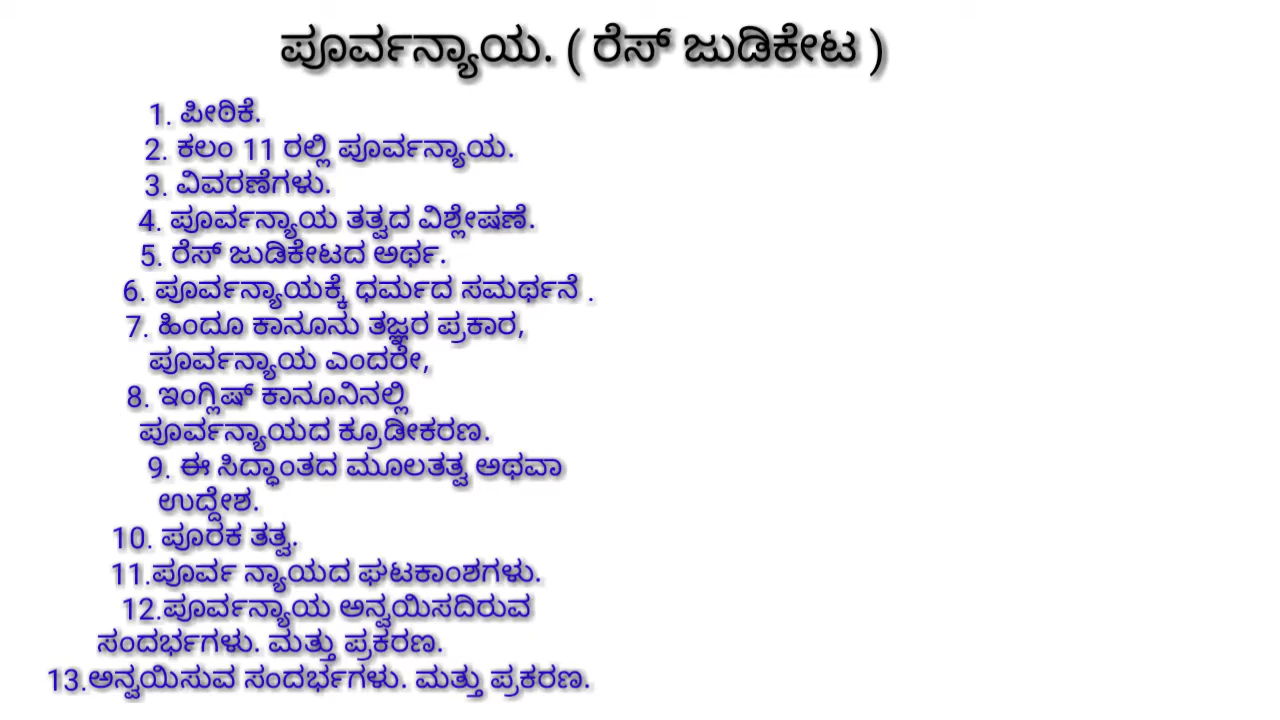 ಪೂರ್ವನ್ಯಾಯ. ( ರೆಸ್ ಜುಡಿಕೇಟ )
1. ಪೀಠಿಕೆ.
2. ಕಲಂ 11 ರಲ್ಲಿ ಪೂರ್ವನ್ಯಾಯ.
3. ವಿವರಣೆಗಳು.
4. ಪೂರ್ವನ್ಯಾಯ ತತ್ವದ ವಿಶ್ಲೇಷಣೆ.
5. ರೆಸ್ ಜುಡಿಕೇಟದ ಅರ್ಥ.
6. ಪೂರ್ವನ್ಯಾಯಕ್ಕೆ ಧರ್ಮದ ಸಮರ್ಥನೆ .
7. ಹಿಂದೂ ಕಾನೂನು ತಜ್ಞರ ಪ್ರಕಾರ,
ಪೂರ್ವನ್ಯಾಯ ಎಂದರೇ,
8. ಇಂಗ್ಲಿಷ್ ಕಾನೂನಿನಲ್ಲಿ
ಪೂರ್ವನ್ಯಾಯದ ಕ್ರೂಡೀಕರಣ.
9. ಈ ಸಿದ್ಧಾಂತದ ಮೂಲತತ್ವ ಅಥವಾ
ಉದ್ದೇಶ.
10. ಪೂರಕ ತತ್ವ.
11.ಪೂರ್ವ ನ್ಯಾಯದ ಘಟಕಾಂಶಗಳು.
12.ಪೂರ್ವನ್ಯಾಯ ಅನ್ವಯಿಸದಿರುವ
ಸಂದರ್ಭಗಳು. ಮತ್ತು ಪ್ರಕರಣ.
13.ಅನ್ವಯಿಸುವ ಸಂದರ್ಭಗಳು. ಮತ್ತು ಪ್ರಕರಣ.